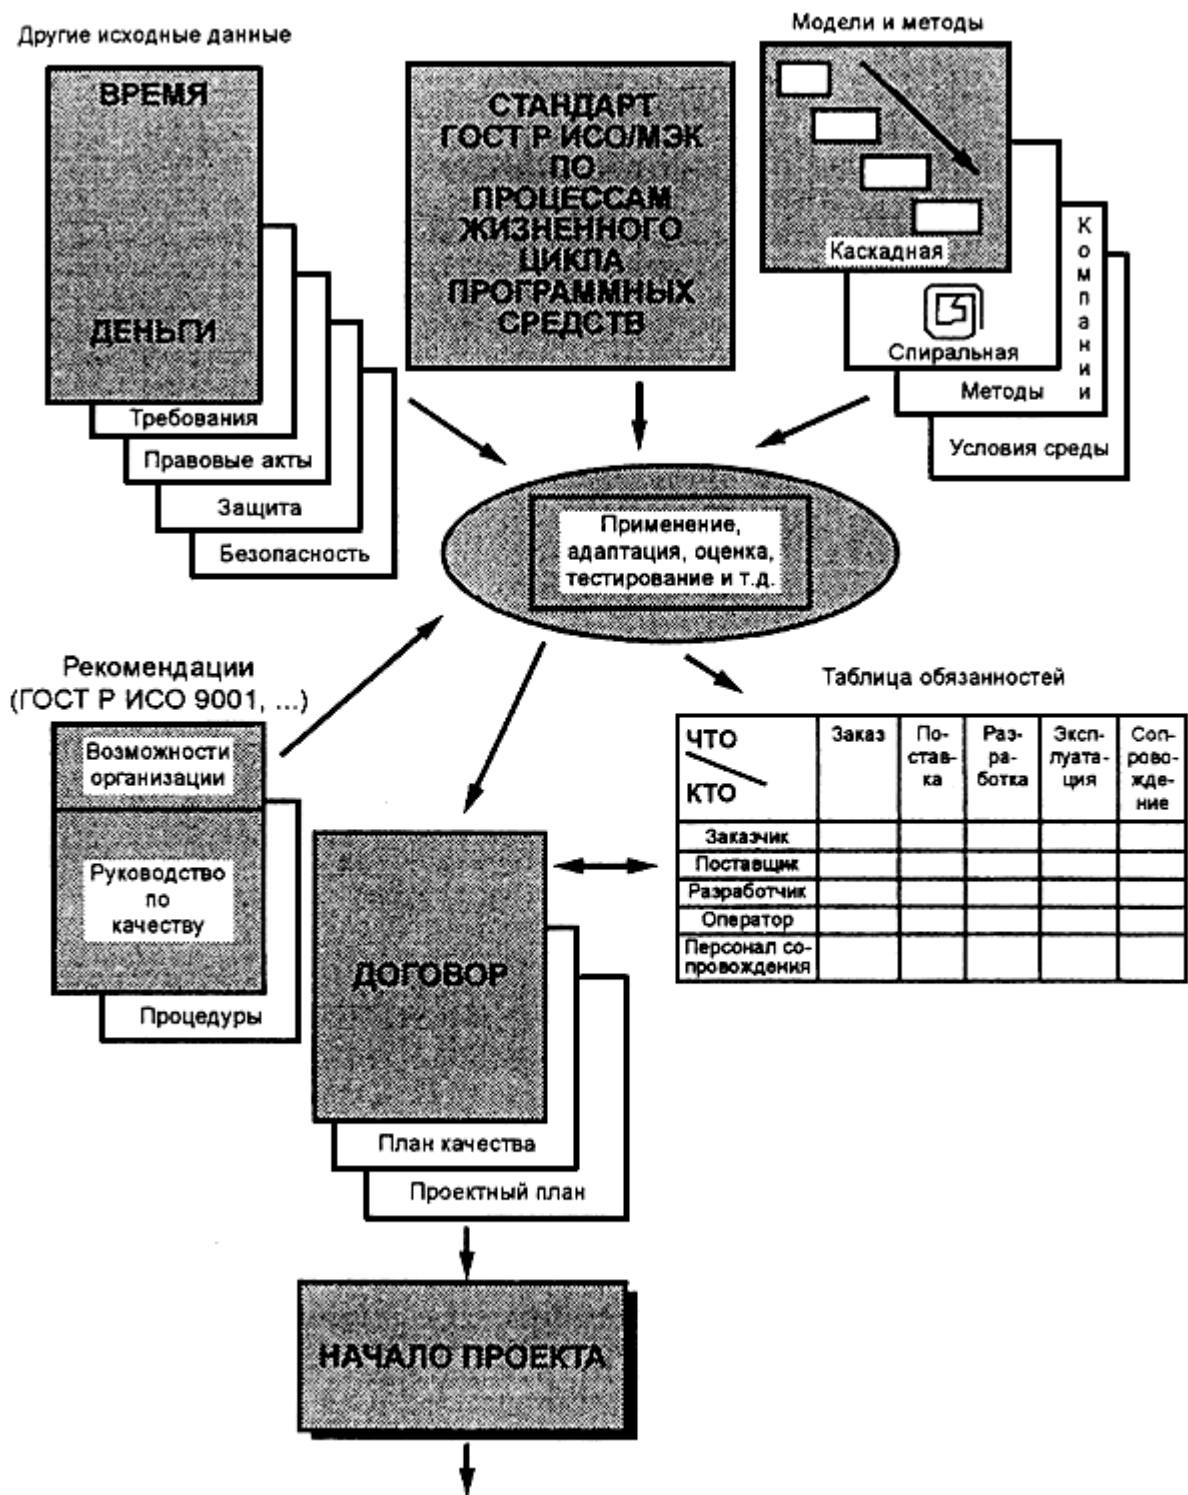 Другие исходные данные
ВРЕМЯ
ДЕНЬГИ
Требования
Правовые акты
Защита
Безопасность
СТАНДАРТ
ГОСТ Р ИСО/МЭК
ПО
ПРОЦЕССАМ
ЖИЗНЕННОГО
ЦИКЛА
ПРОГРАММНЫХ
СРЕДСТВ
Модели и методы
Каскадная
Спиральная
Методы
Компании
Условия среды
Применение,
адаптация, оценка,
тестирование и т.д.
Рекомендации
(ГОСТ Р ИСО 9001, ...)
Возможности
организации
Руководство
по
качеству
Процедуры
Таблица обязанностей
ЧТО
КТО
Заказ
По-
став-
ка
Раз-
ра-
ботка
Эксп-
луата-
ция
Соп-
рово-
жде-
ние
Заказчик
Поставщик
Разработчик
Оператор
Персонал со-
провождения
ДОГОВОР
План качества
Проектный план
НАЧАЛО ПРОЕКТА